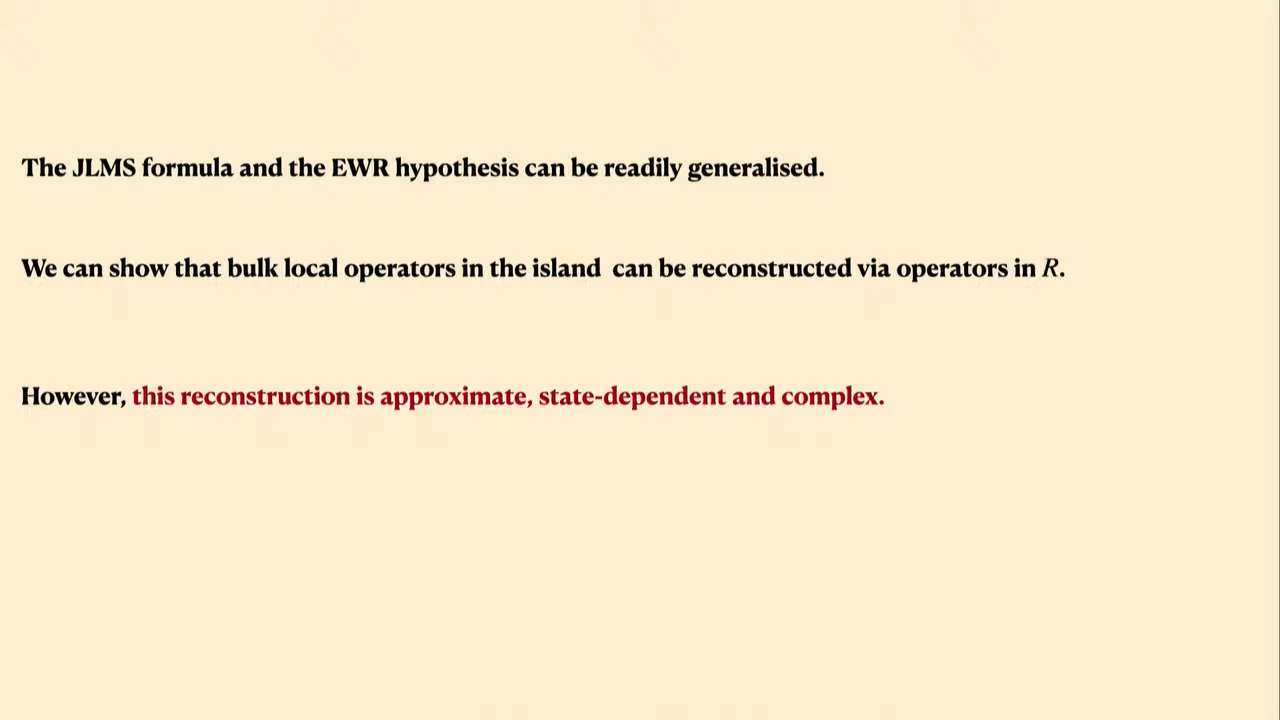 The JLMS formula and the EWR hypothesis can be readily generalised.
We can show that bulk local operators in the island can be reconstructed via operators in R.
However, this reconstruction is approximate, state-dependent and complex.